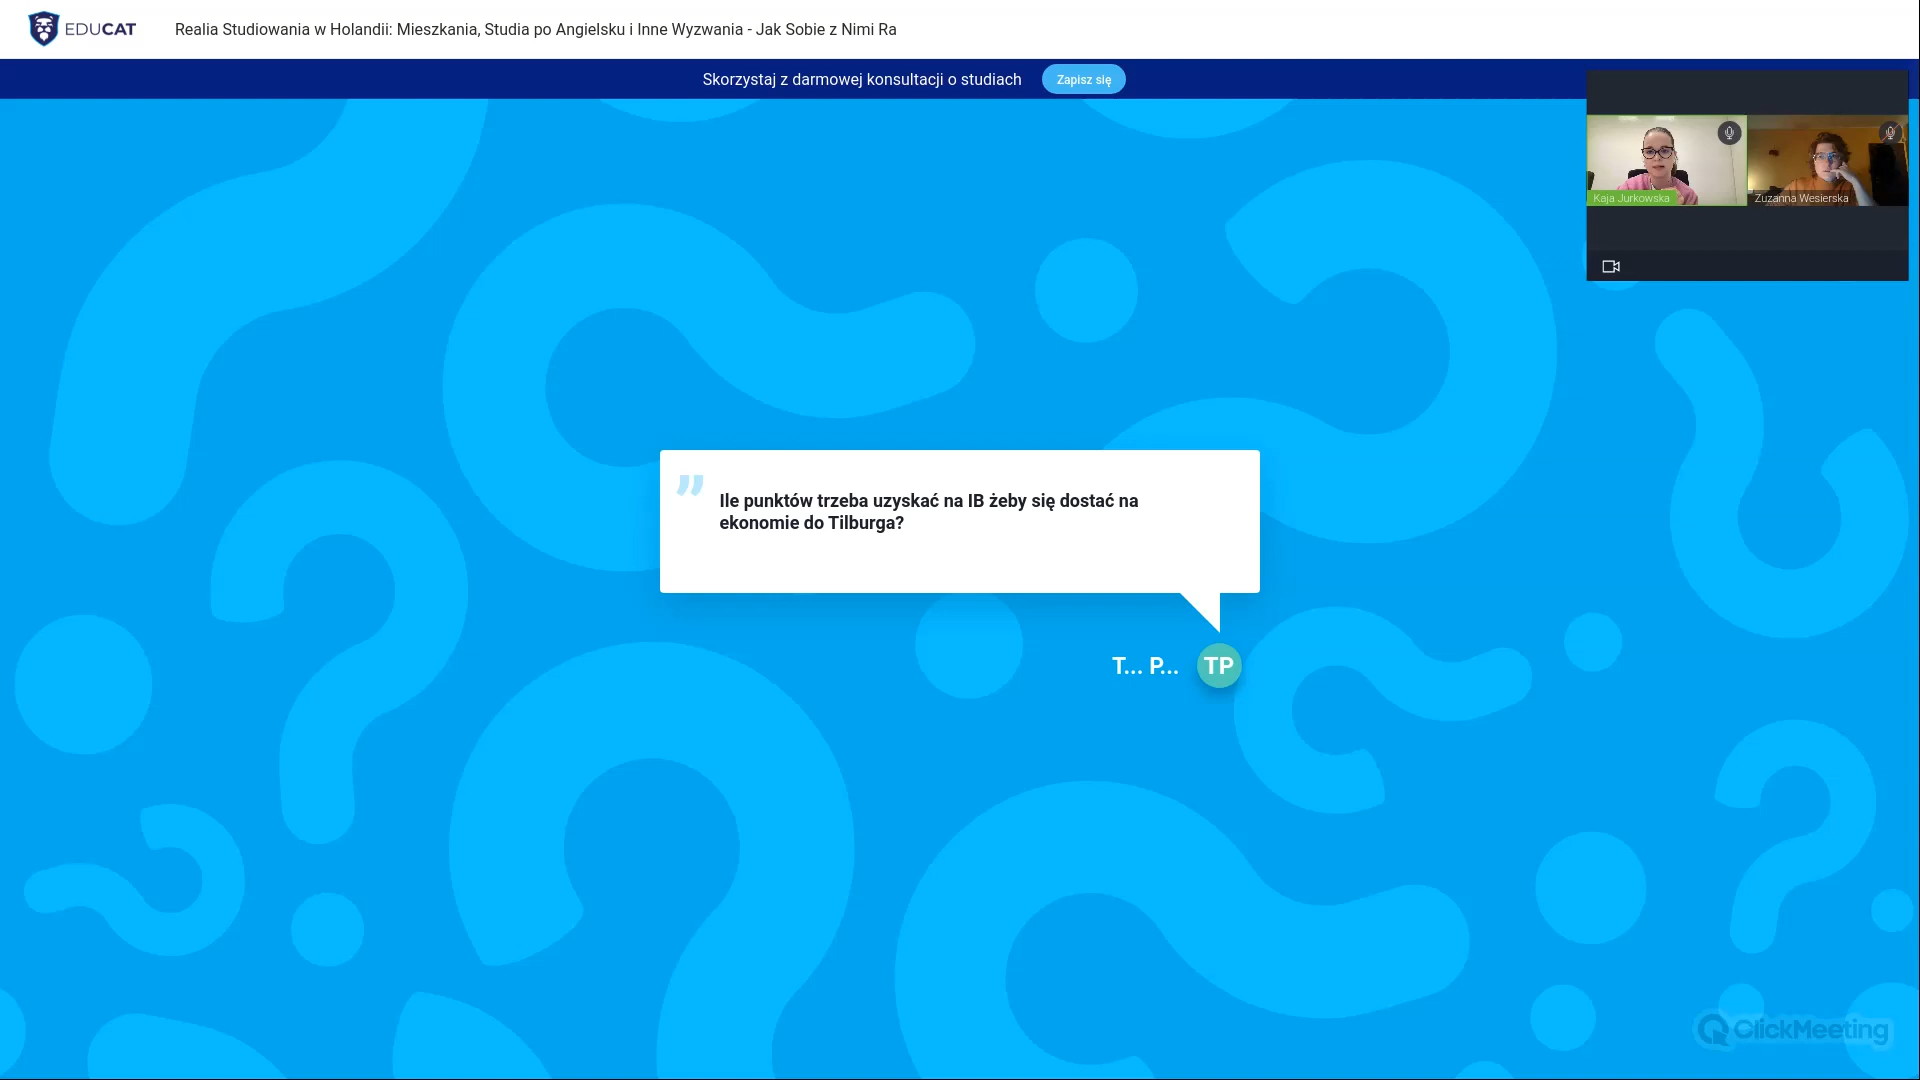 EDUCAT
Realia Studiowania w Holandii: Mieszkania, Studia po Angielsku i Inne Wyzwania - Jak Sobie z Nimi Ra
Skorzystaj z darmowej konsultacji o studiach
Zapisz się
Kaja Jurkowska
Zuzanna Wesierska
Ile punktów trzeba uzyskać na IB żeby się dostać na
ekonomie do Tilburga?
T... P...
TP
ClickMeeting